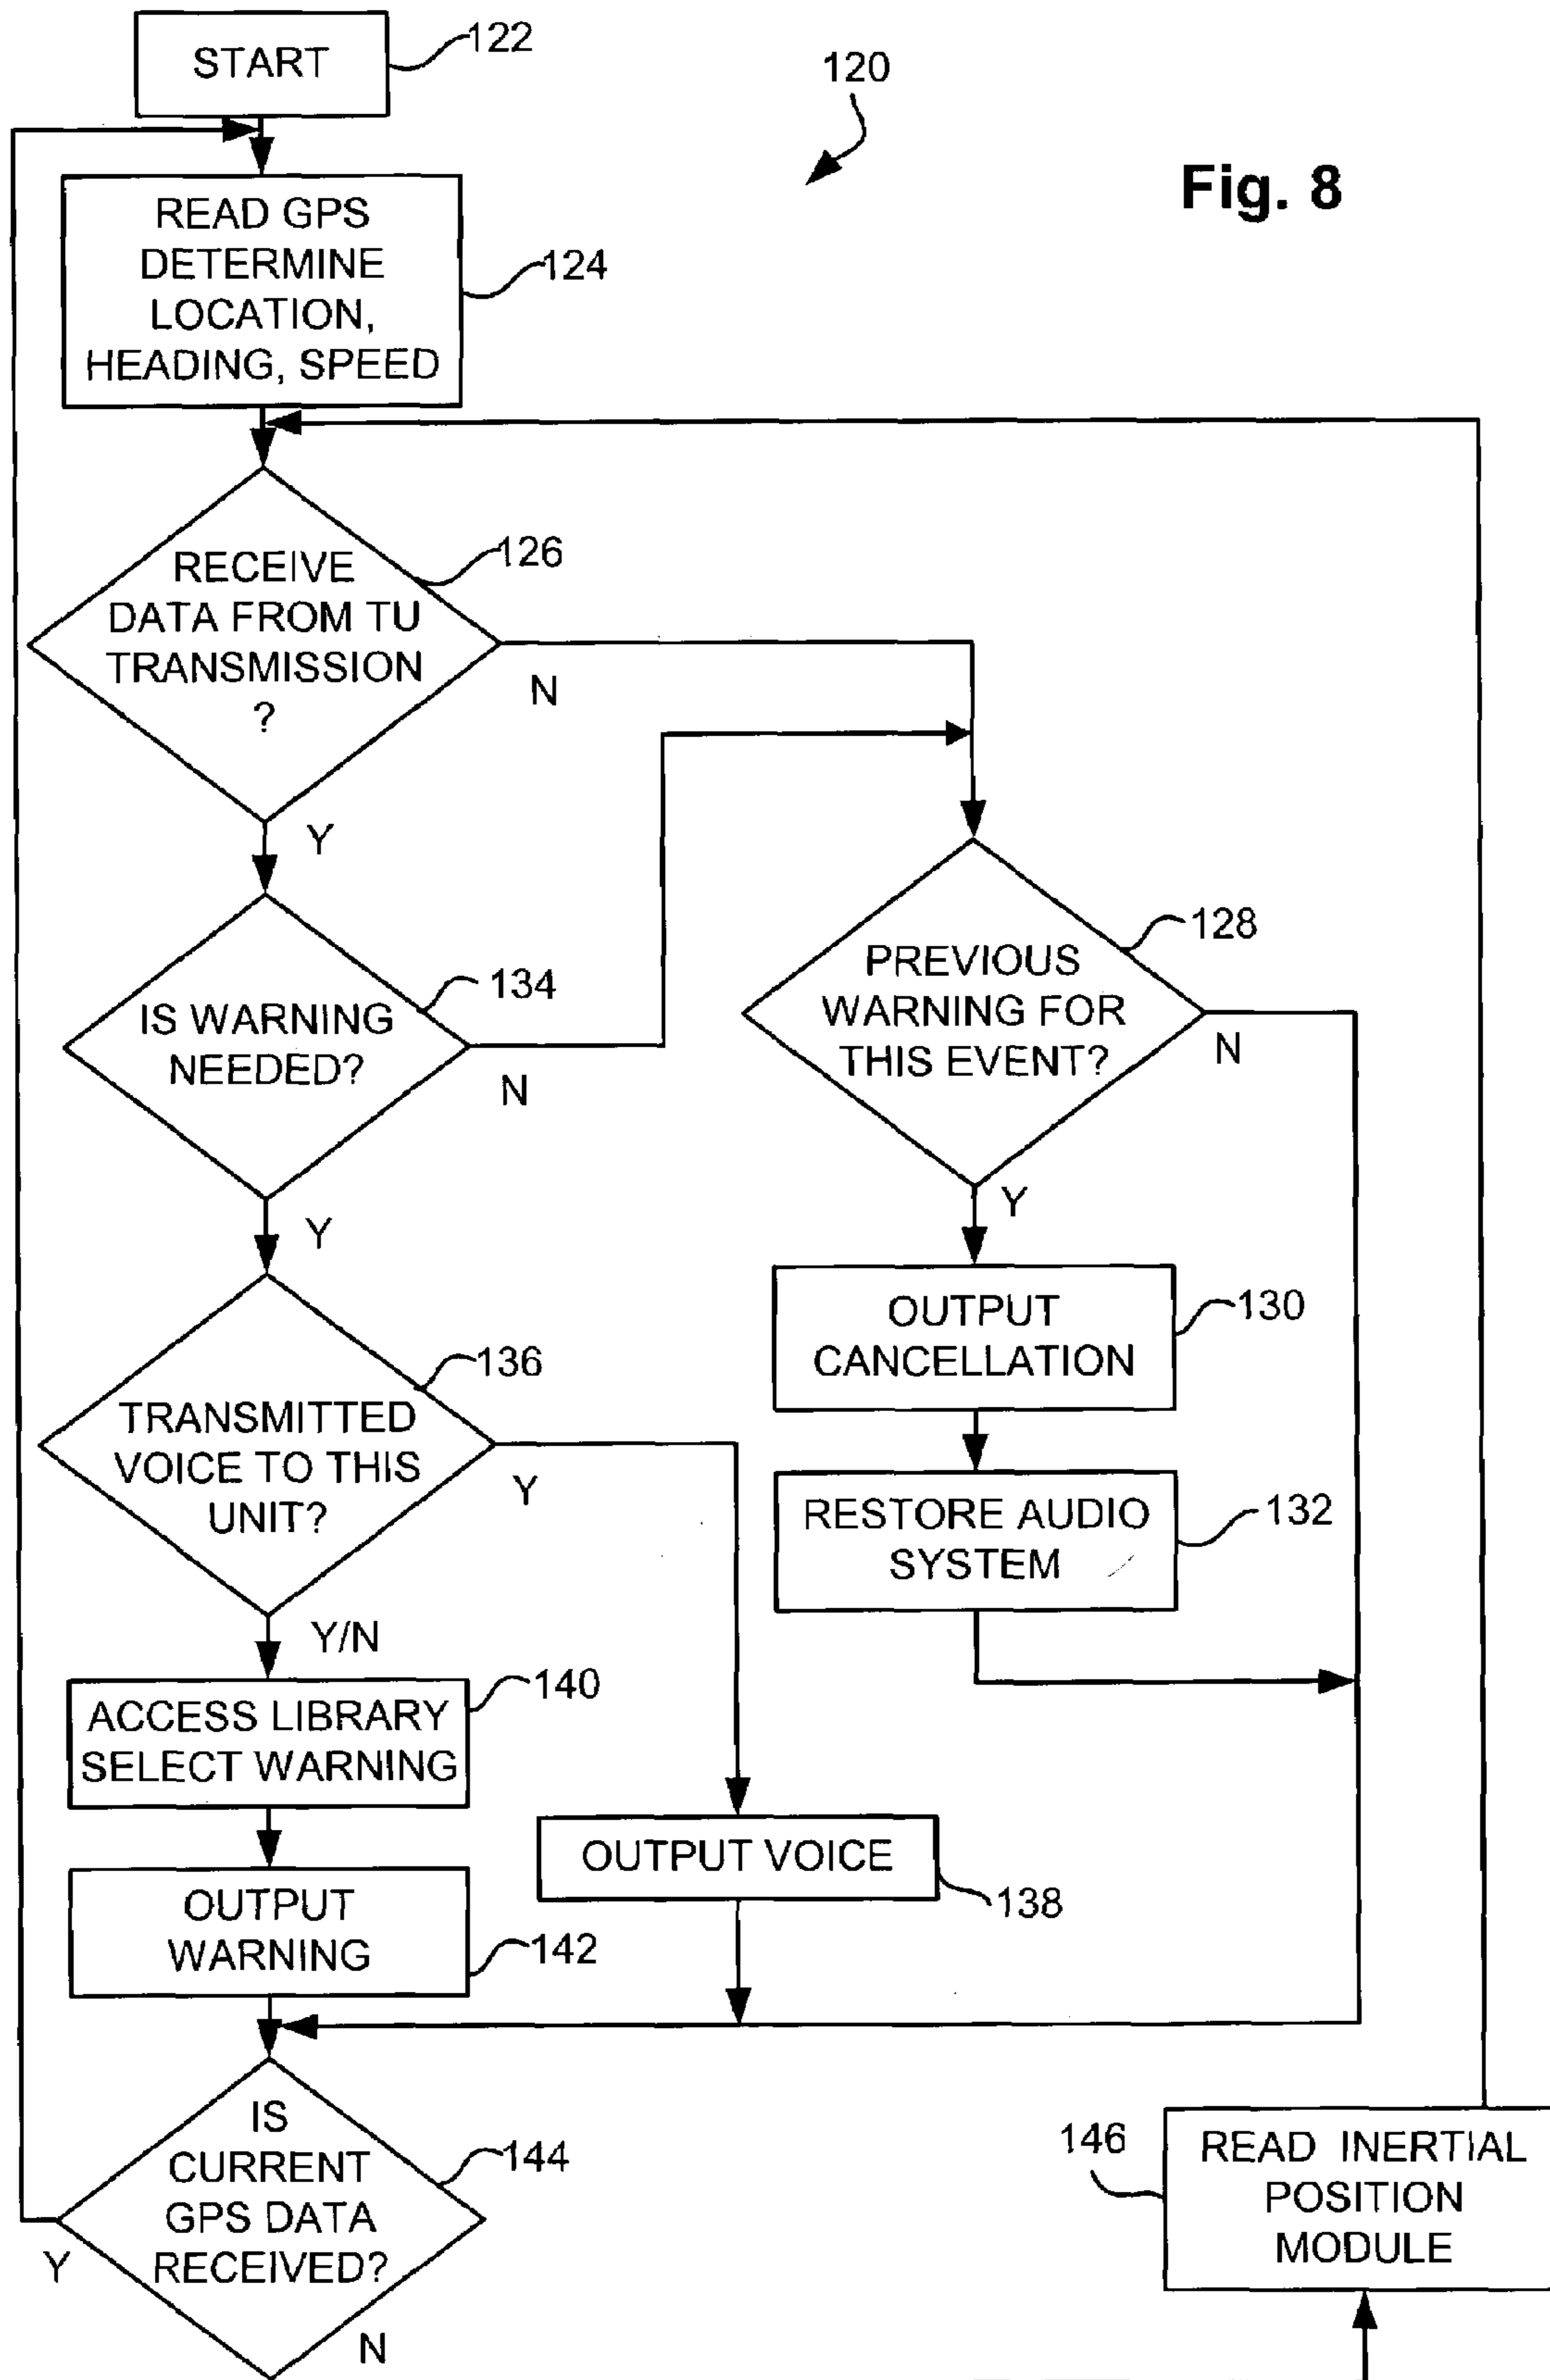 START
122
120
Fig. 8
READ GPS
DETERMINE
LOCATION,
HEADING, SPEED
124
RECEIVE
DATA FROM TU
TRANSMISSION
?
126
N
Y
IS WARNING
NEEDED?
134
N
Y
PREVIOUS
WARNING FOR
THIS EVENT?
128
N
Y
OUTPUT
CANCELLATION
130
RESTORE AUDIO
SYSTEM
132
TRANSMITTED
VOICE TO THIS
UNIT?
136
Y
Y/N
ACCESS LIBRARY
SELECT WARNING
140
OUTPUT VOICE
138
OUTPUT
WARNING
142
IS
CURRENT
GPS DATA
RECEIVED?
144
Y
N
146
READ INERTIAL
POSITION
MODULE